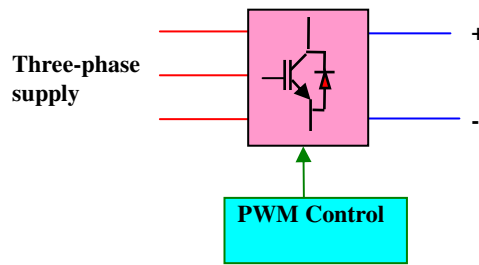 +
Three-phase
supply
-
PWM Control